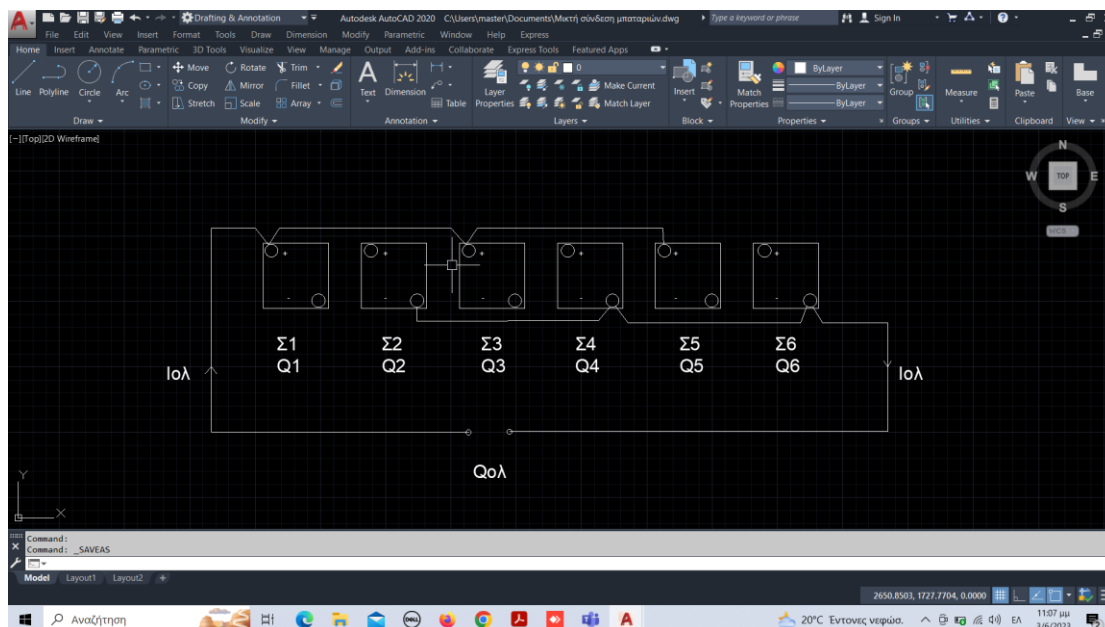 Drafting & Annotation Autodesk AutoCAD 2020 C:\Users\master\Documents\Μικτή σύνδεση μπαταριών.dwg Type a keyword or phrase Sign In
File Edit View Insert Format Tools Draw Dimension Modify Parametric Window Help Express
Home Insert Annotate Parametric 3D Tools Visualize View Manage Output Add-ins Collaborate Express Tools Featured Apps
Move Rotate Trim 0 ByLayer
Copy Mirror Fillet Make Current ByLayer
Line Polyline Circle Arc Text Dimension Layer Properties Insert Match Properties Group Measure Paste Base
Stretch Scale Array Table Match Layer ByLayer
Draw Modify Annotation Layers Block Properties Groups Utilities Clipboard View
[−][Top][2D Wireframe]
N
W TOP E
S
WCS
+ + + + + +
- - - - - -
Σ1 Σ2 Σ3 Σ4 Σ5 Σ6
Q1 Q2 Q3 Q4 Q5 Q6
Ιολ Ιολ
Qολ
Y
X
Command:
Command: _SAVEAS
Model Layout1 Layout2 +
2650.8503, 1727.7704, 0.0000
Αναζήτηση DELL 20°C Έντονες νεφώσ. ΕΛ 11:07 μμ
3/6/2023